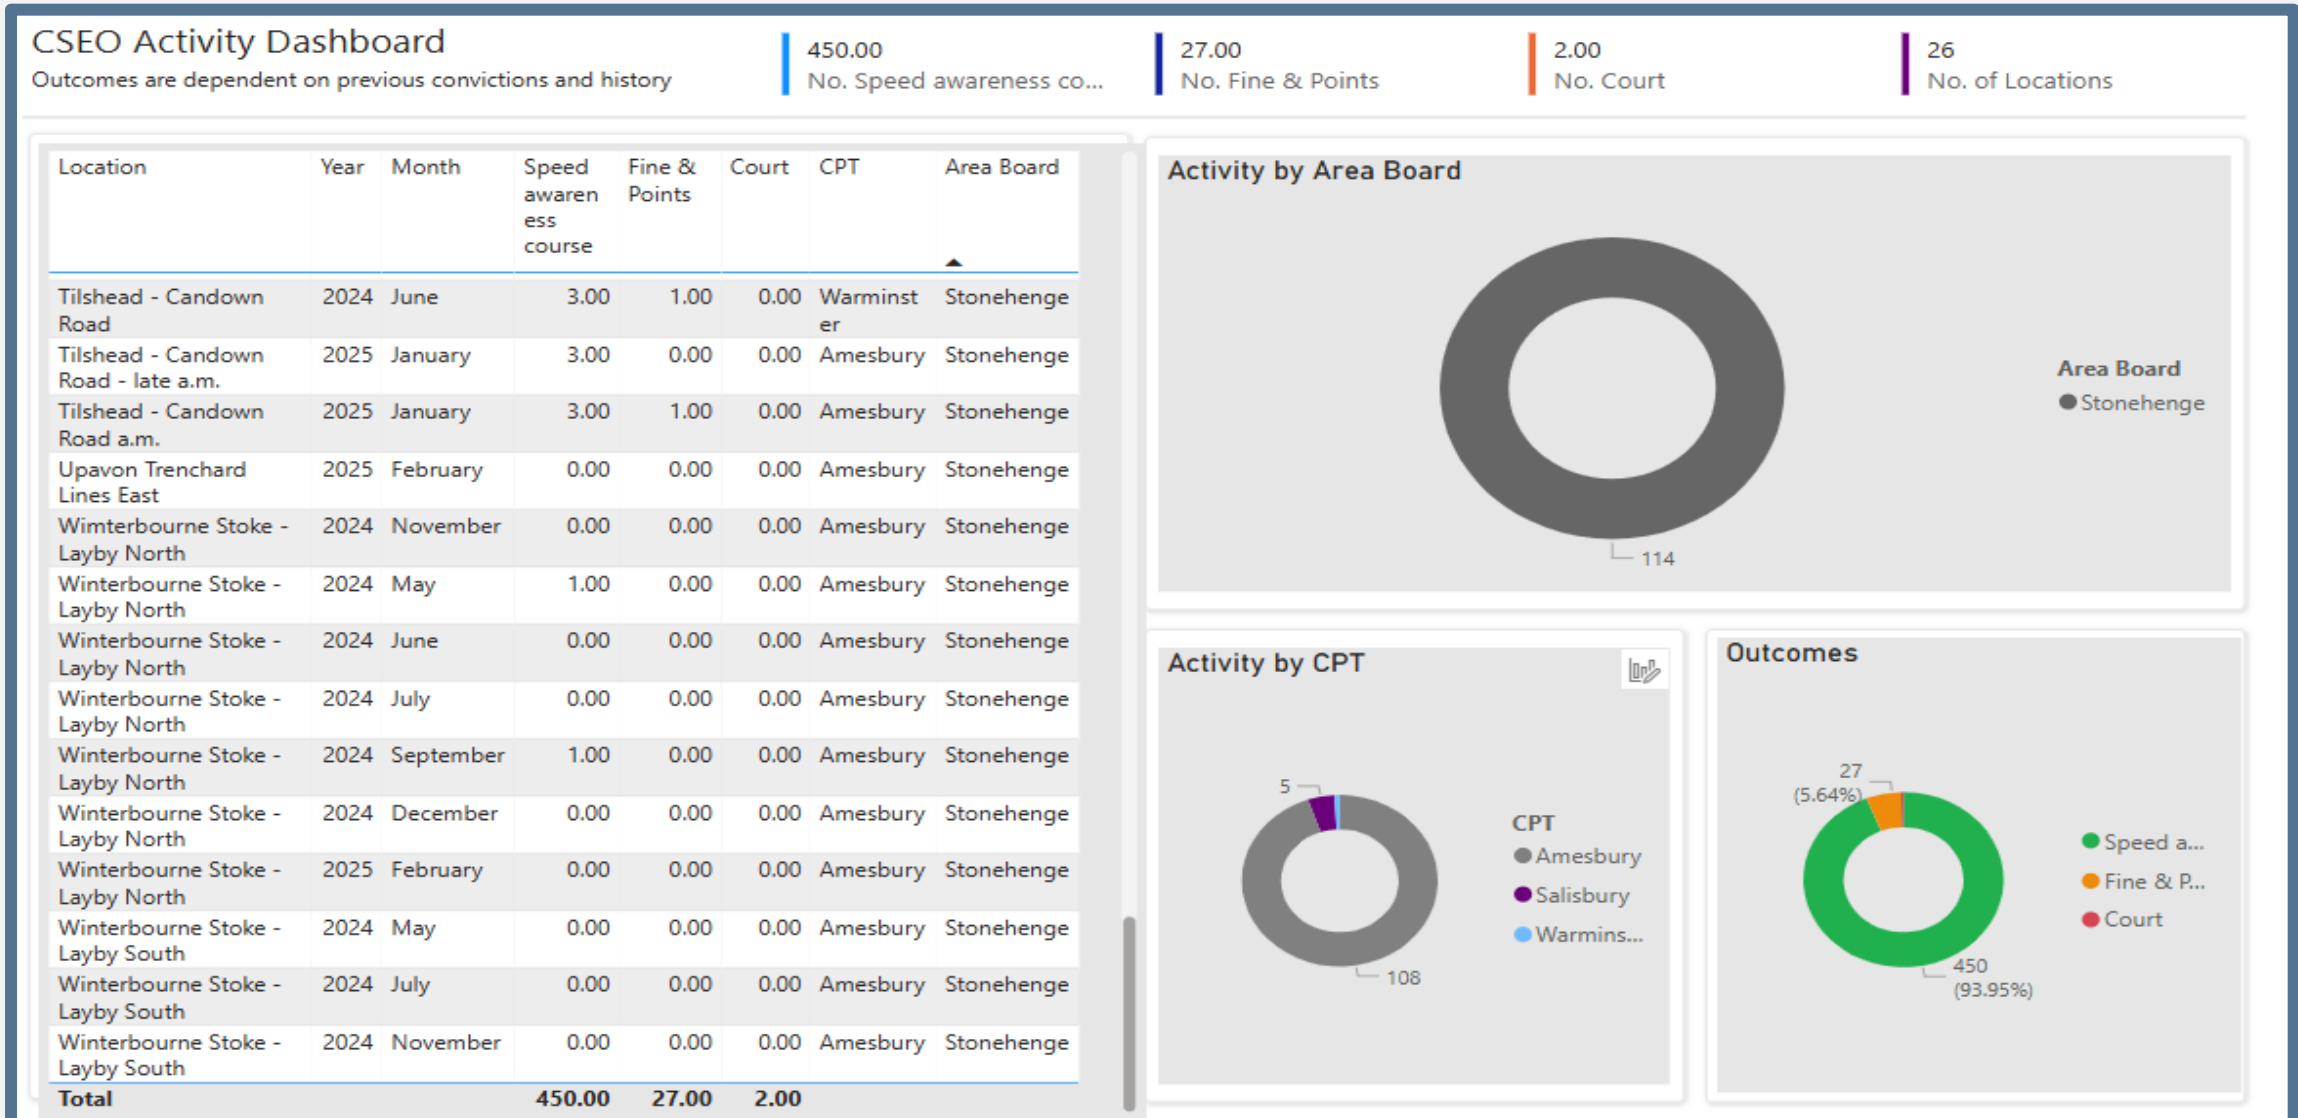 CSEO Activity Dashboard
Outcomes are dependent on previous convictions and history
450.00
No. Speed awareness co...
27.00
No. Fine & Points
2.00
No. Court
26
No. of Locations
Location Year Month Speed awaren ess course Fine & Points Court CPT Area Board
Tilshead - Candown Road 2024 June 3.00 1.00 0.00 Warminst er Stonehenge
Tilshead - Candown Road - late a.m. 2025 January 3.00 0.00 0.00 Amesbury Stonehenge
Tilshead - Candown Road a.m. 2025 January 3.00 1.00 0.00 Amesbury Stonehenge
Upavon Trenchard Lines East 2025 February 0.00 0.00 0.00 Amesbury Stonehenge
Wimterbourne Stoke - Layby North 2024 November 0.00 0.00 0.00 Amesbury Stonehenge
Winterbourne Stoke - Layby North 2024 May 1.00 0.00 0.00 Amesbury Stonehenge
Winterbourne Stoke - Layby North 2024 June 0.00 0.00 0.00 Amesbury Stonehenge
Winterbourne Stoke - Layby North 2024 July 0.00 0.00 0.00 Amesbury Stonehenge
Winterbourne Stoke - Layby North 2024 September 1.00 0.00 0.00 Amesbury Stonehenge
Winterbourne Stoke - Layby North 2024 December 0.00 0.00 0.00 Amesbury Stonehenge
Winterbourne Stoke - Layby North 2025 February 0.00 0.00 0.00 Amesbury Stonehenge
Winterbourne Stoke - Layby South 2024 May 0.00 0.00 0.00 Amesbury Stonehenge
Winterbourne Stoke - Layby South 2024 July 0.00 0.00 0.00 Amesbury Stonehenge
Winterbourne Stoke - Layby South 2024 November 0.00 0.00 0.00 Amesbury Stonehenge
Total 450.00 27.00 2.00
Activity by Area Board
114
Area Board
Stonehenge
Activity by CPT
5
108
CPT
Amesbury
Salisbury
Warmins...
Outcomes
27
(5.64%)
450
(93.95%)
Speed a...
Fine & P...
Court